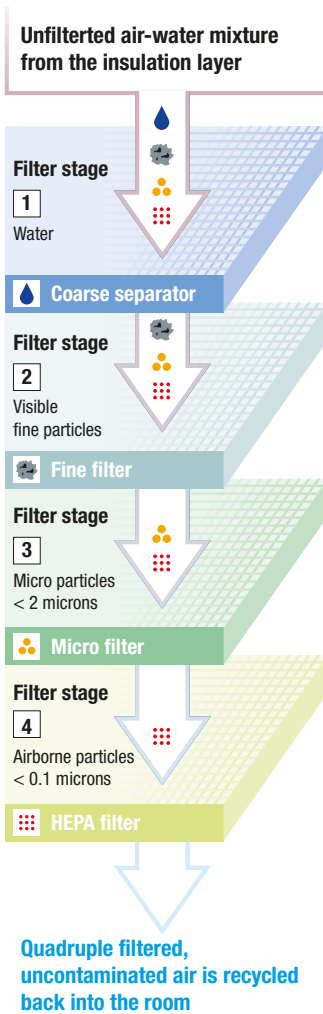 Unfilterted air-water mixture
from the insulation layer
Filter stage
1
Water
Coarse separator
Filter stage
2
Visible
fine particles
Fine filter
Filter stage
3
Micro particles
< 2 microns
Micro filter
Filter stage
4
Airborne particles
< 0.1 microns
HEPA filter
Quadruple filtered,
uncontaminated air is recycled
back into the room